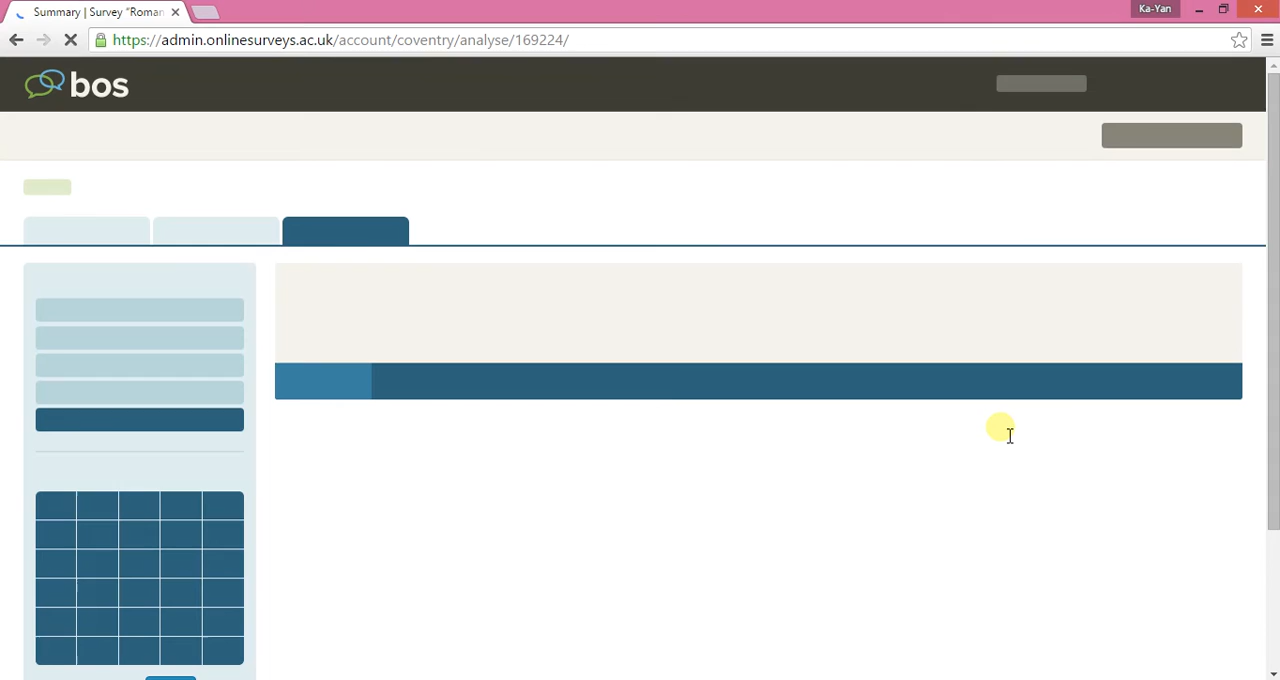 Summary | Survey "Roman
Ka-Yan
https://admin.onlinesurveys.ac.uk/account/coventry/analyse/169224/
bos